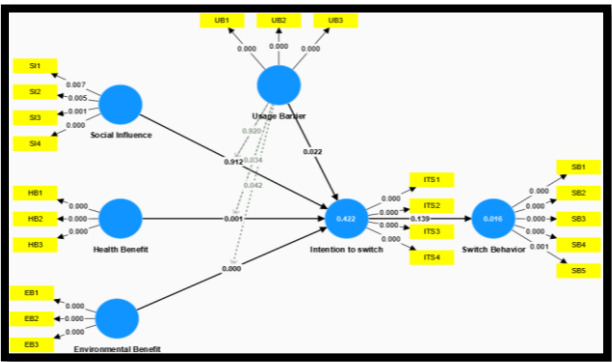 UB1 UB2 UB3
0.000 0.000 0.000
SI1
SI2
SI3
SI4
0.007
0.005
0.001
0.000
Social Influence
Usage Barrier
0.920
0.034
0.042
0.912
0.022
HB1
HB2
HB3
0.000
0.000
0.000
Health Benefit
0.001
0.422
Intention to switch
ITS1
ITS2
ITS3
ITS4
0.000
0.000
0.000
0.000
0.139
0.016
Switch Behavior
SB1
SB2
SB3
SB4
SB5
0.000
0.000
0.000
0.000
0.001
EB1
EB2
EB3
0.000
0.000
0.000
Environmental Benefit
0.000